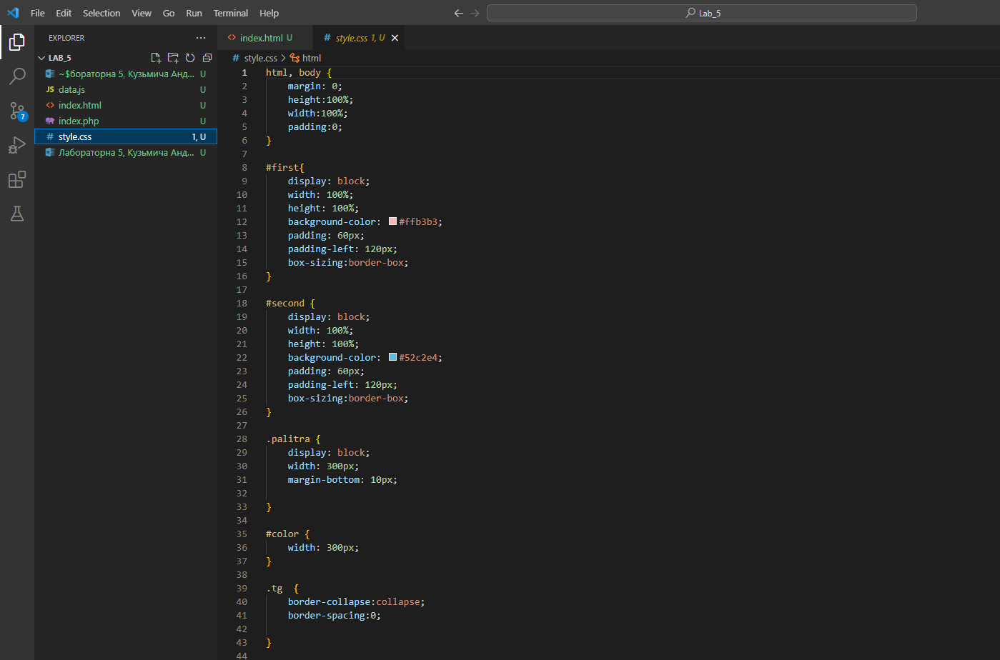 File Edit Selection View Go Run Terminal Help
Lab_5
EXPLORER
LAB_5
~$бораторна 5, Кузьмича Анд... U
JS data.js U
index.html U
index.php U
# style.css 1, U
Лабораторна 5, Кузьмича Анд... U
7
index.html U
# style.css 1, U
# style.css > html
1 html, body {
2 margin: 0;
3 height:100%;
4 width:100%;
5 padding:0;
6 }
7
8 #first{
9 display: block;
10 width: 100%;
11 height: 100%;
12 background-color: #ffb3b3;
13 padding: 60px;
14 padding-left: 120px;
15 box-sizing:border-box;
16 }
17
18 #second {
19 display: block;
20 width: 100%;
21 height: 100%;
22 background-color: #52c2e4;
23 padding: 60px;
24 padding-left: 120px;
25 box-sizing:border-box;
26 }
27
28 .palitra {
29 display: block;
30 width: 300px;
31 margin-bottom: 10px;
32
33 }
34
35 #color {
36 width: 300px;
37 }
38
39 .tg {
40 border-collapse:collapse;
41 border-spacing:0;
42
43 }
44